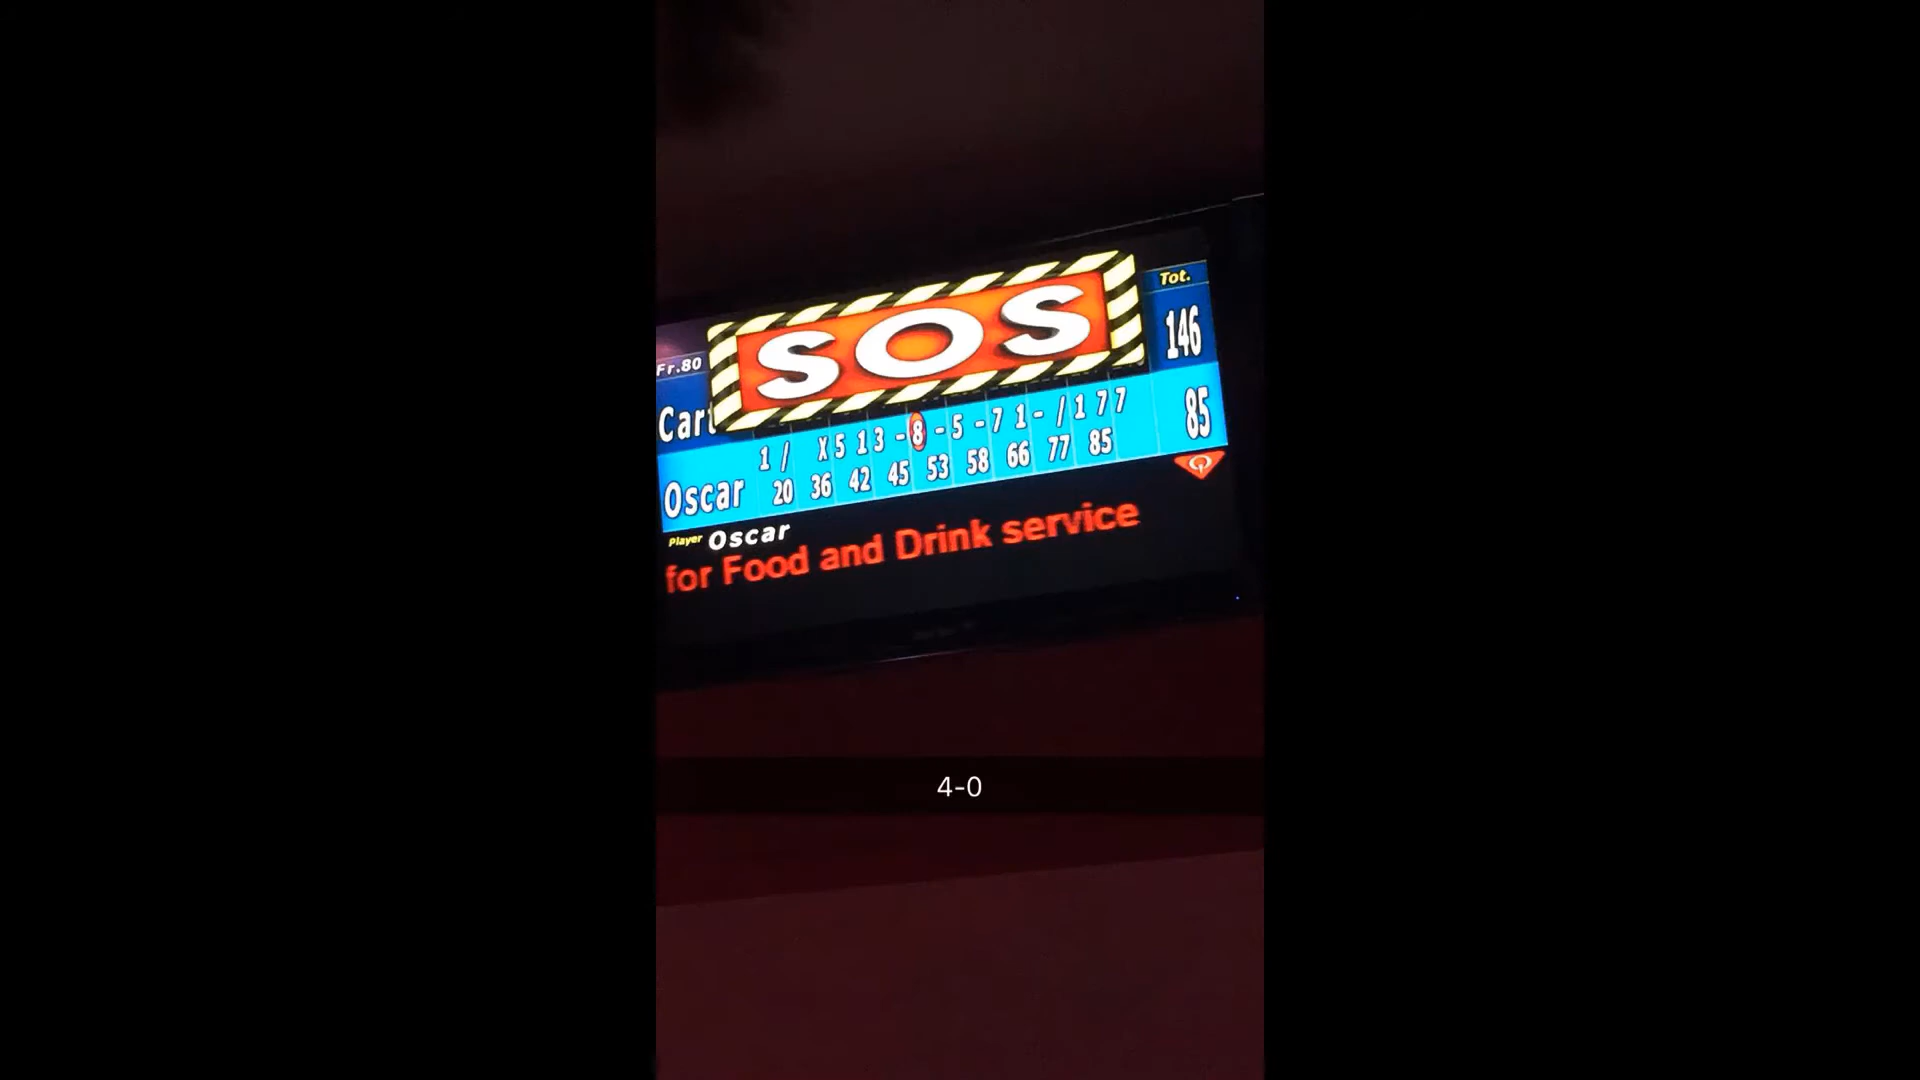 SOS
Tot.
Fr.80
146
Cart
1 / X 5 1 3 - 8 - 5 - 7 1 - / 1 7 7
85
Oscar 20 36 42 45 53 58 66 77 85
Player Oscar
for Food and Drink service
4-0